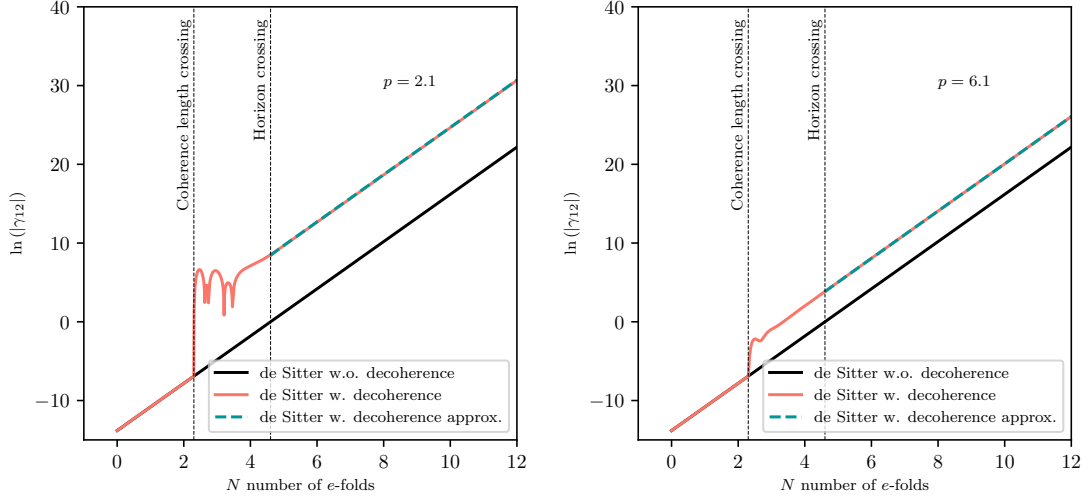 40
30
20
10
0
−10
ln (|γ12|)
0
2
4
6
8
10
12
N number of e-folds
Coherence length crossing
Horizon crossing
p = 2.1
de Sitter w.o. decoherence
de Sitter w. decoherence
de Sitter w. decoherence approx.
40
30
20
10
0
−10
ln (|γ12|)
0
2
4
6
8
10
12
N number of e-folds
Coherence length crossing
Horizon crossing
p = 6.1
de Sitter w.o. decoherence
de Sitter w. decoherence
de Sitter w. decoherence approx.